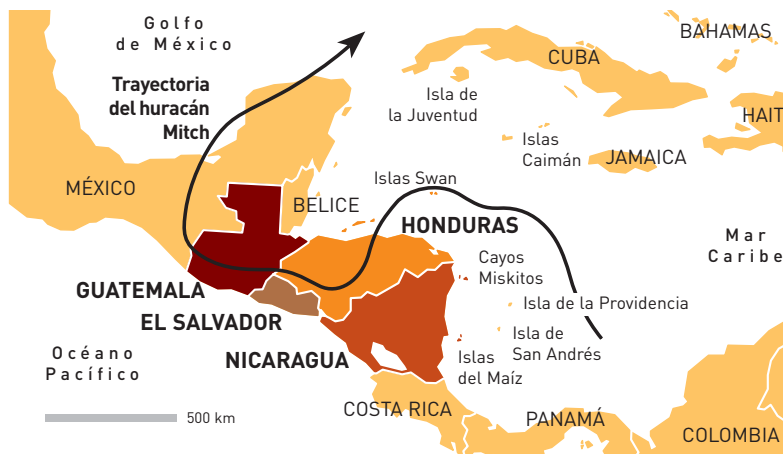 Golfo
de México
BAHAMAS
CUBA
Trayectoria
del huracán
Mitch
Isla de
la Juventud
HAIT
Islas
Caimán
JAMAICA
MÉXICO
Islas Swan
BELICE
HONDURAS
Mar
Caribe
Cayos
Miskitos
GUATEMALA
Isla de la Providencia
EL SALVADOR
Isla de
San Andrés
NICARAGUA
Océano
Pacífico
Islas
del Maíz
500 km
COSTA RICA
PANAMÁ
COLOMBIA